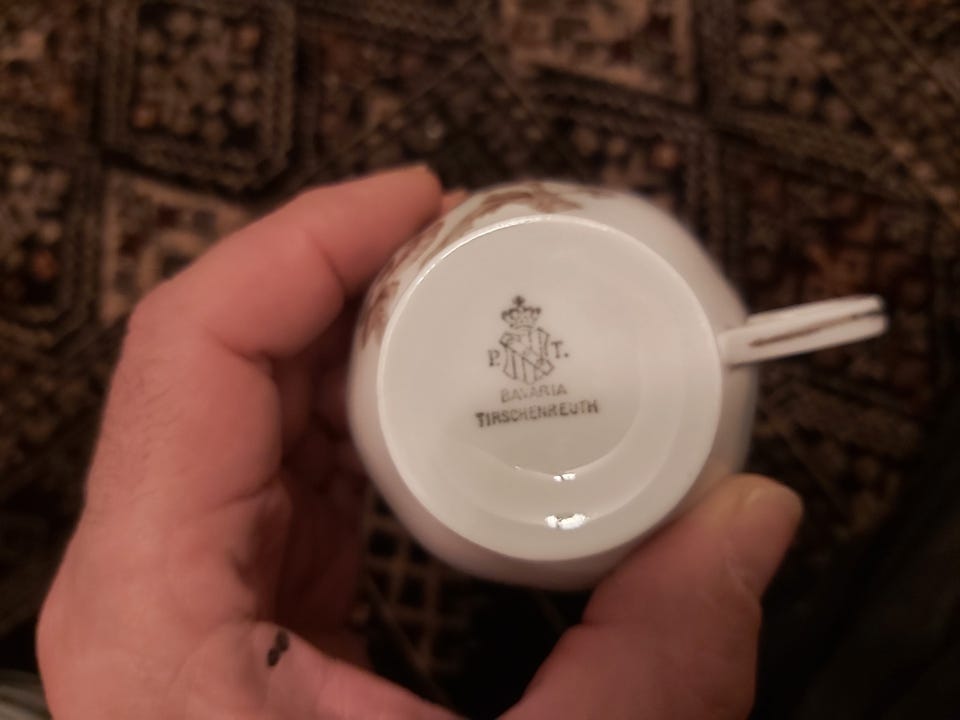 P. T.
BAVARIA
TIRSCHENREUTH